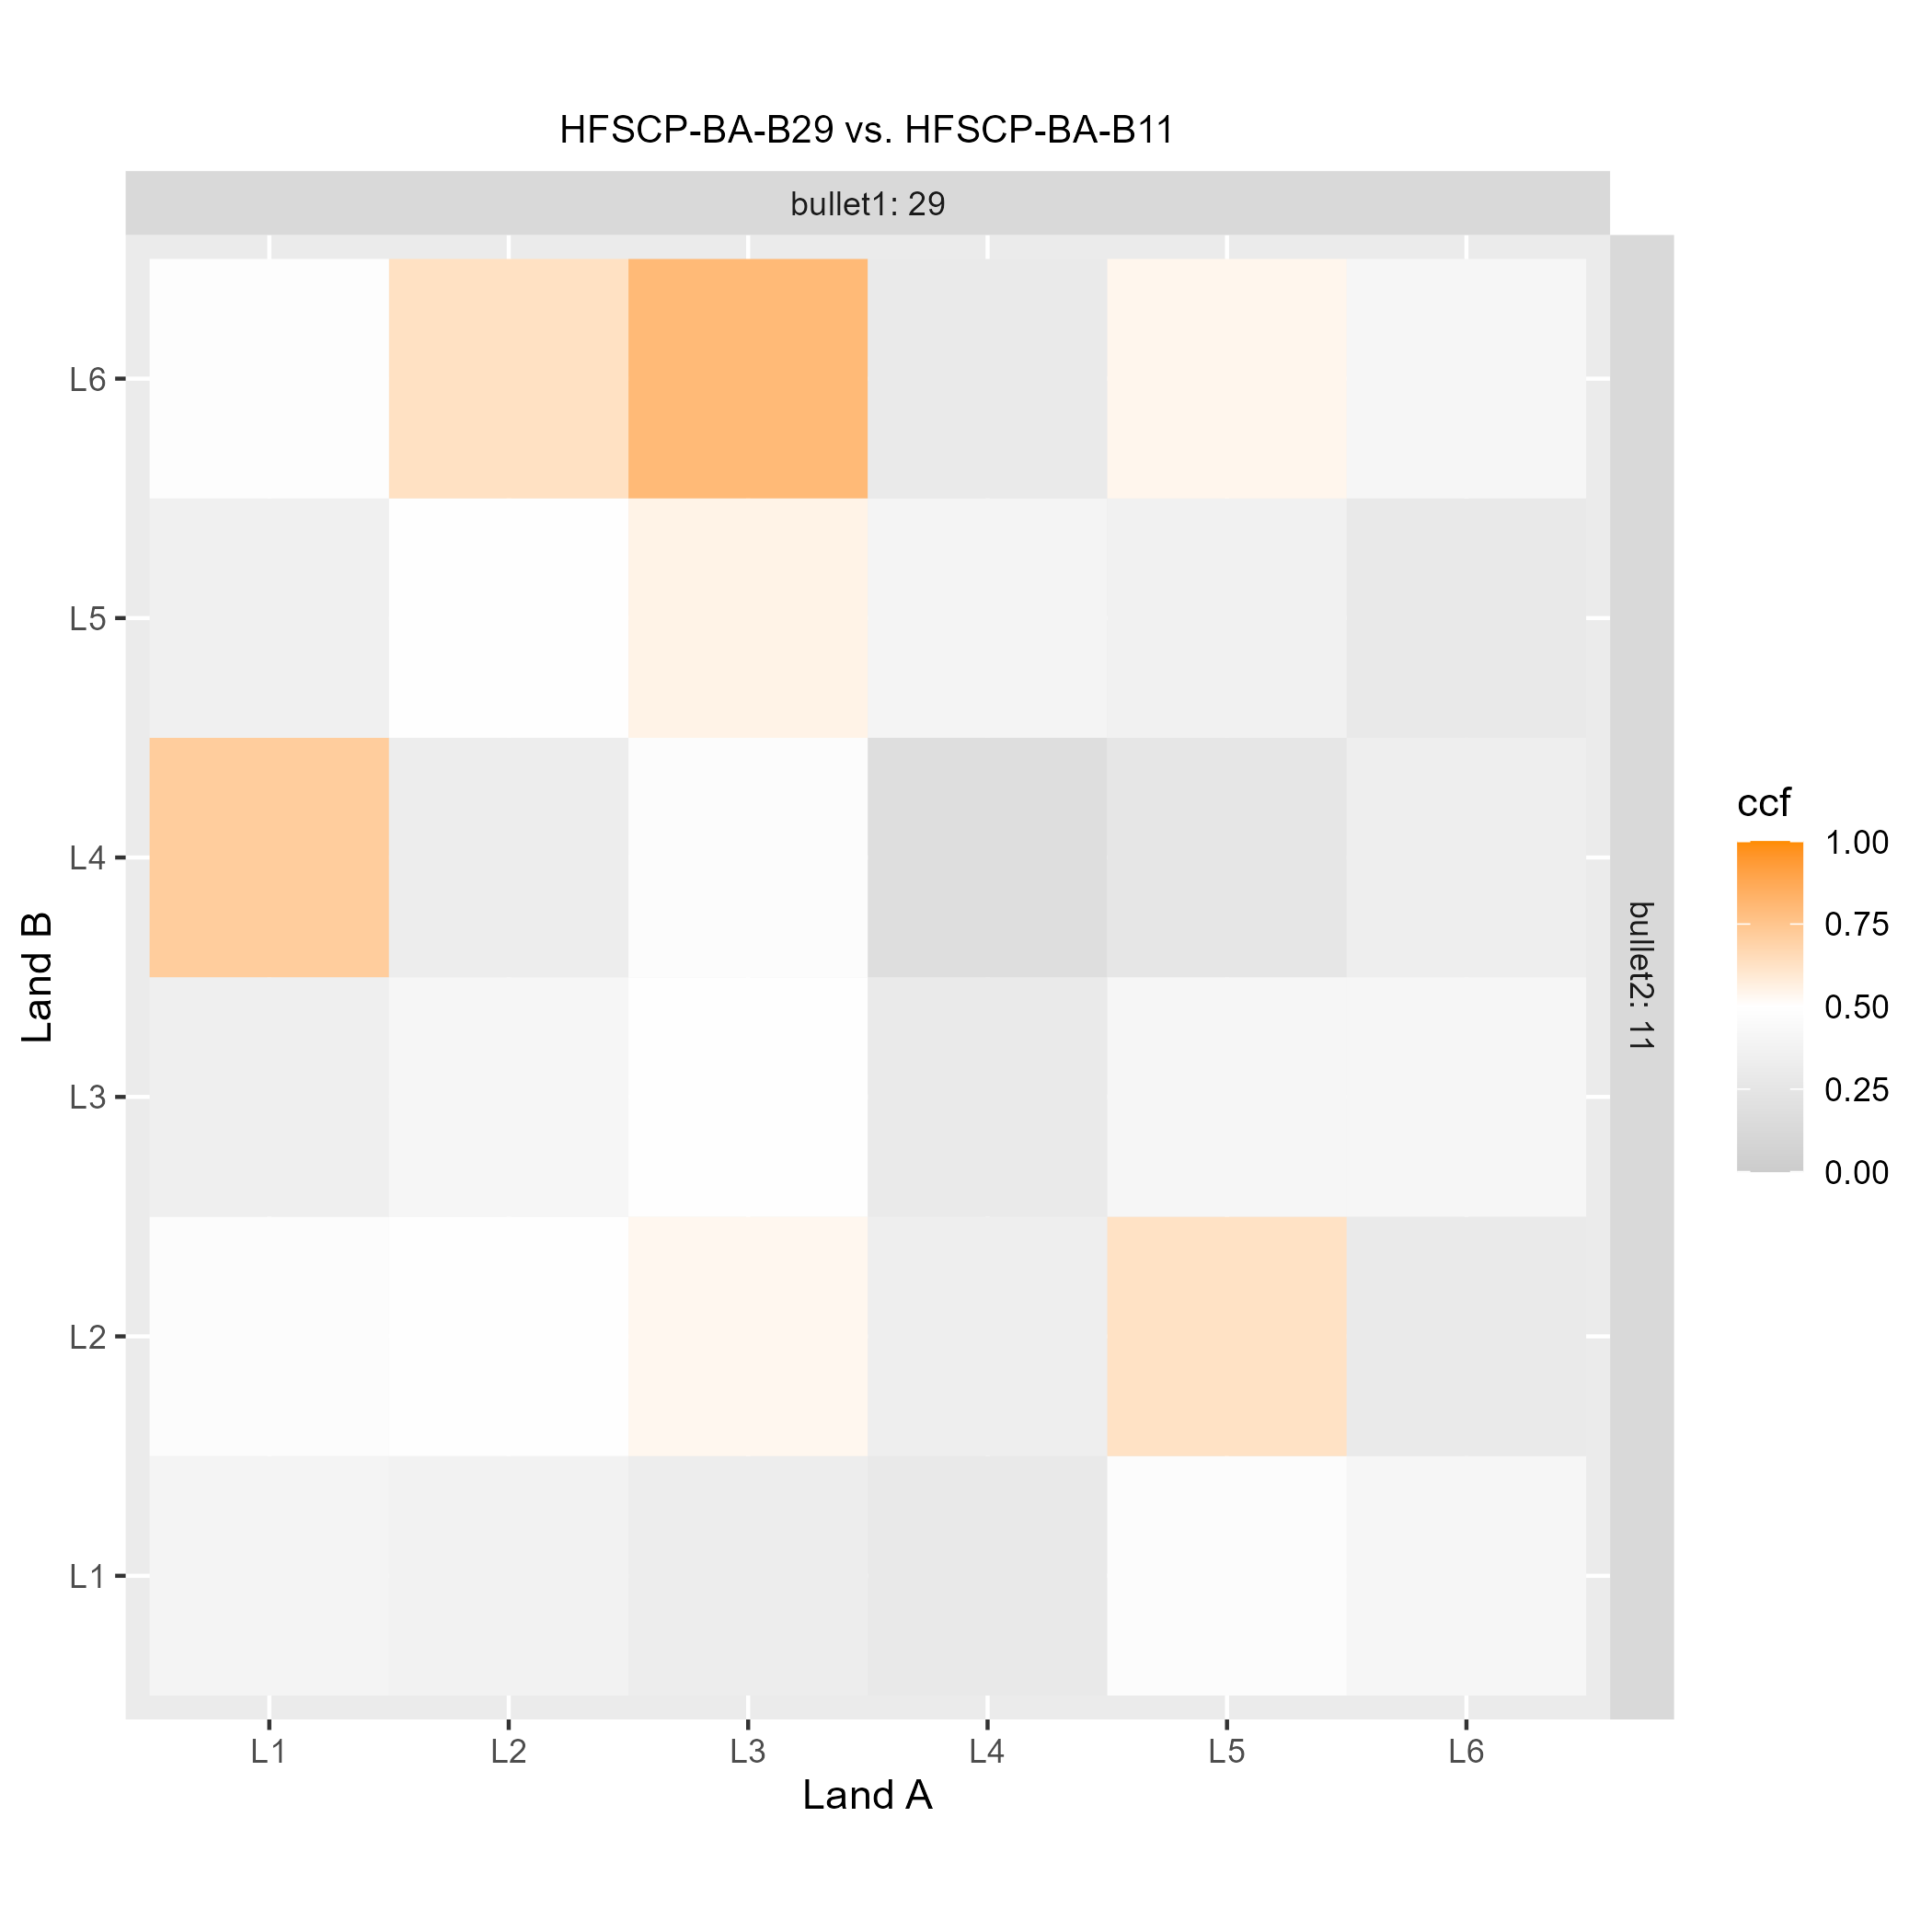 HFSCP-BA-B29 vs. HFSCP-BA-B11
bullet1: 29
L6
L5
L4
L3
L2
L1
Land B
L1 L2 L3 L4 L5 L6
Land A
bullet2: 11
ccf
1.00
0.75
0.50
0.25
0.00